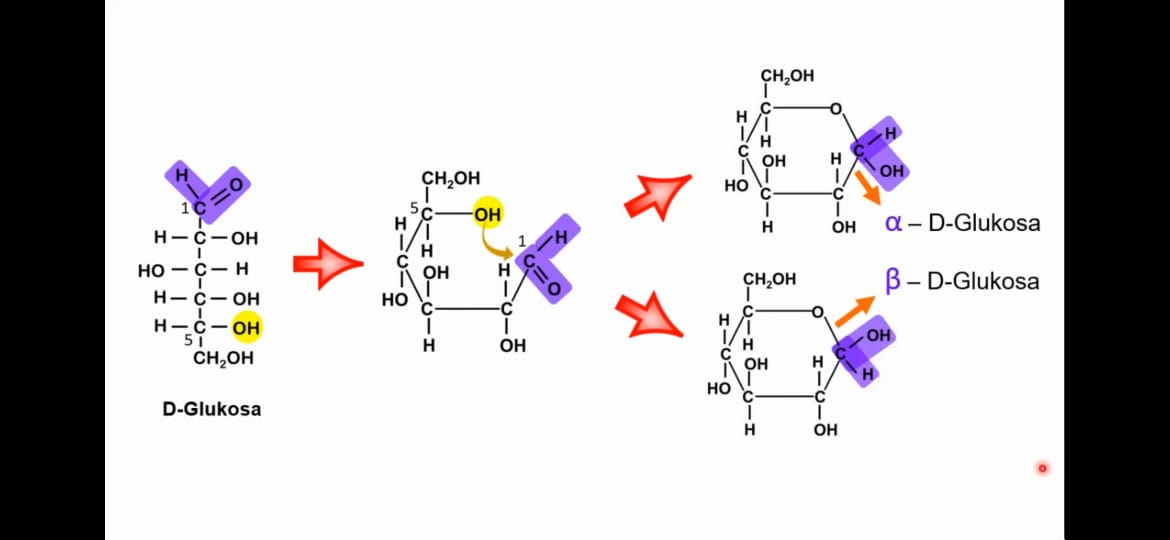 H
O
1 C
H C OH
HO C H
H C OH
H C OH
5
CH₂OH
D-Glukosa
CH₂OH
5 C OH
H
H
1 H
C
C
OH
H
O
HO
C C
H OH
CH₂OH
C O
H
H
H
C
OH
H
C
OH
HO
C C
H OH
α – D-Glukosa
β – D-Glukosa
CH₂OH
C O
H
H
OH
C
OH
H
C
H
HO
C C
H OH